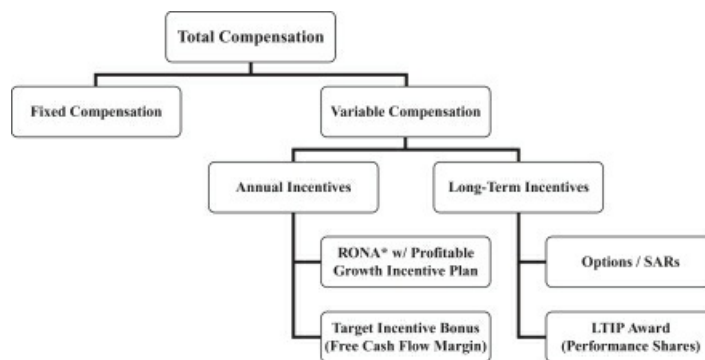 Total Compensation
Fixed Compensation
Variable Compensation
Annual Incentives
Long-Term Incentives
RONA* w/ Profitable
Growth Incentive Plan
Options / SARs
Target Incentive Bonus
(Free Cash Flow Margin)
LTIP Award
(Performance Shares)